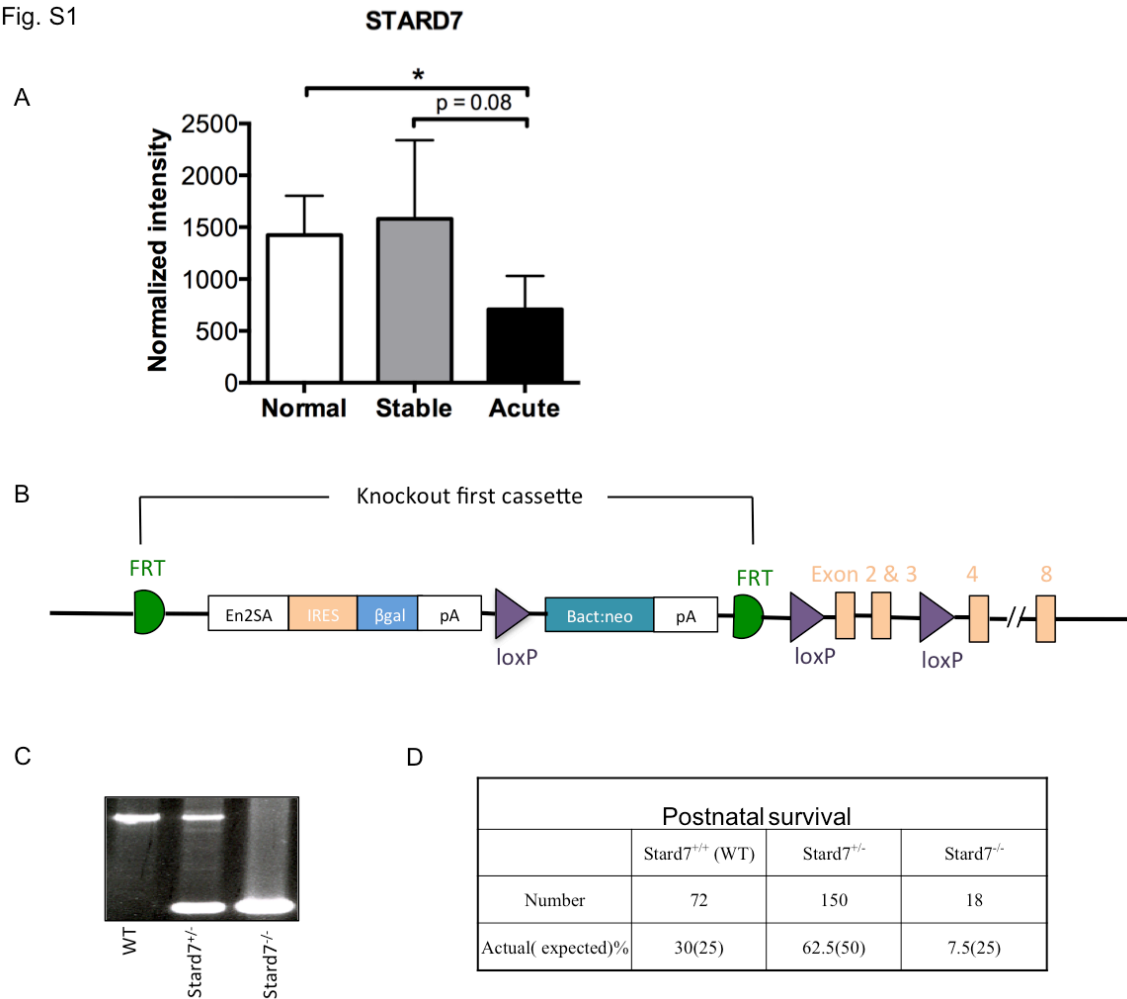 Fig. S1
STARD7
A
*
p = 0.08
Normalized intensity
2500
2000
1500
1000
500
0
Normal Stable Acute
B
Knockout first cassette
FRT
FRT
Exon 2 & 3 4 8
En2SA IRES βgal pA Bact:neo pA
//
loxP
loxP
loxP
C
WT
Stard7+/-
Stard7-/-
D
Postnatal survival
Stard7+/+ (WT) Stard7+/- Stard7-/-
Number 72 150 18
Actual( expected)% 30(25) 62.5(50) 7.5(25)